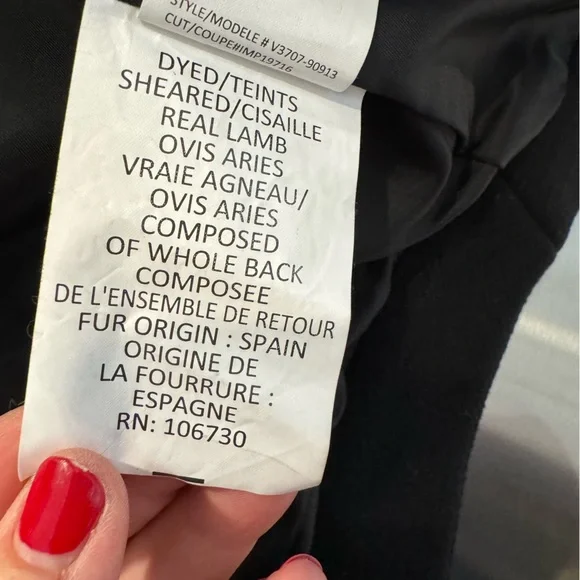 STYLE/MODELE # V3707-90913
CUT/COUPE#IMP19716
DYED/TEINTS
SHEARED/CISAILLE
REAL LAMB
OVIS ARIES
VRAIE AGNEAU/
OVIS ARIES
COMPOSED
OF WHOLE BACK
COMPOSEE
DE L'ENSEMBLE DE RETOUR
FUR ORIGIN : SPAIN
ORIGINE DE
LA FOURRURE :
ESPAGNE
RN: 106730